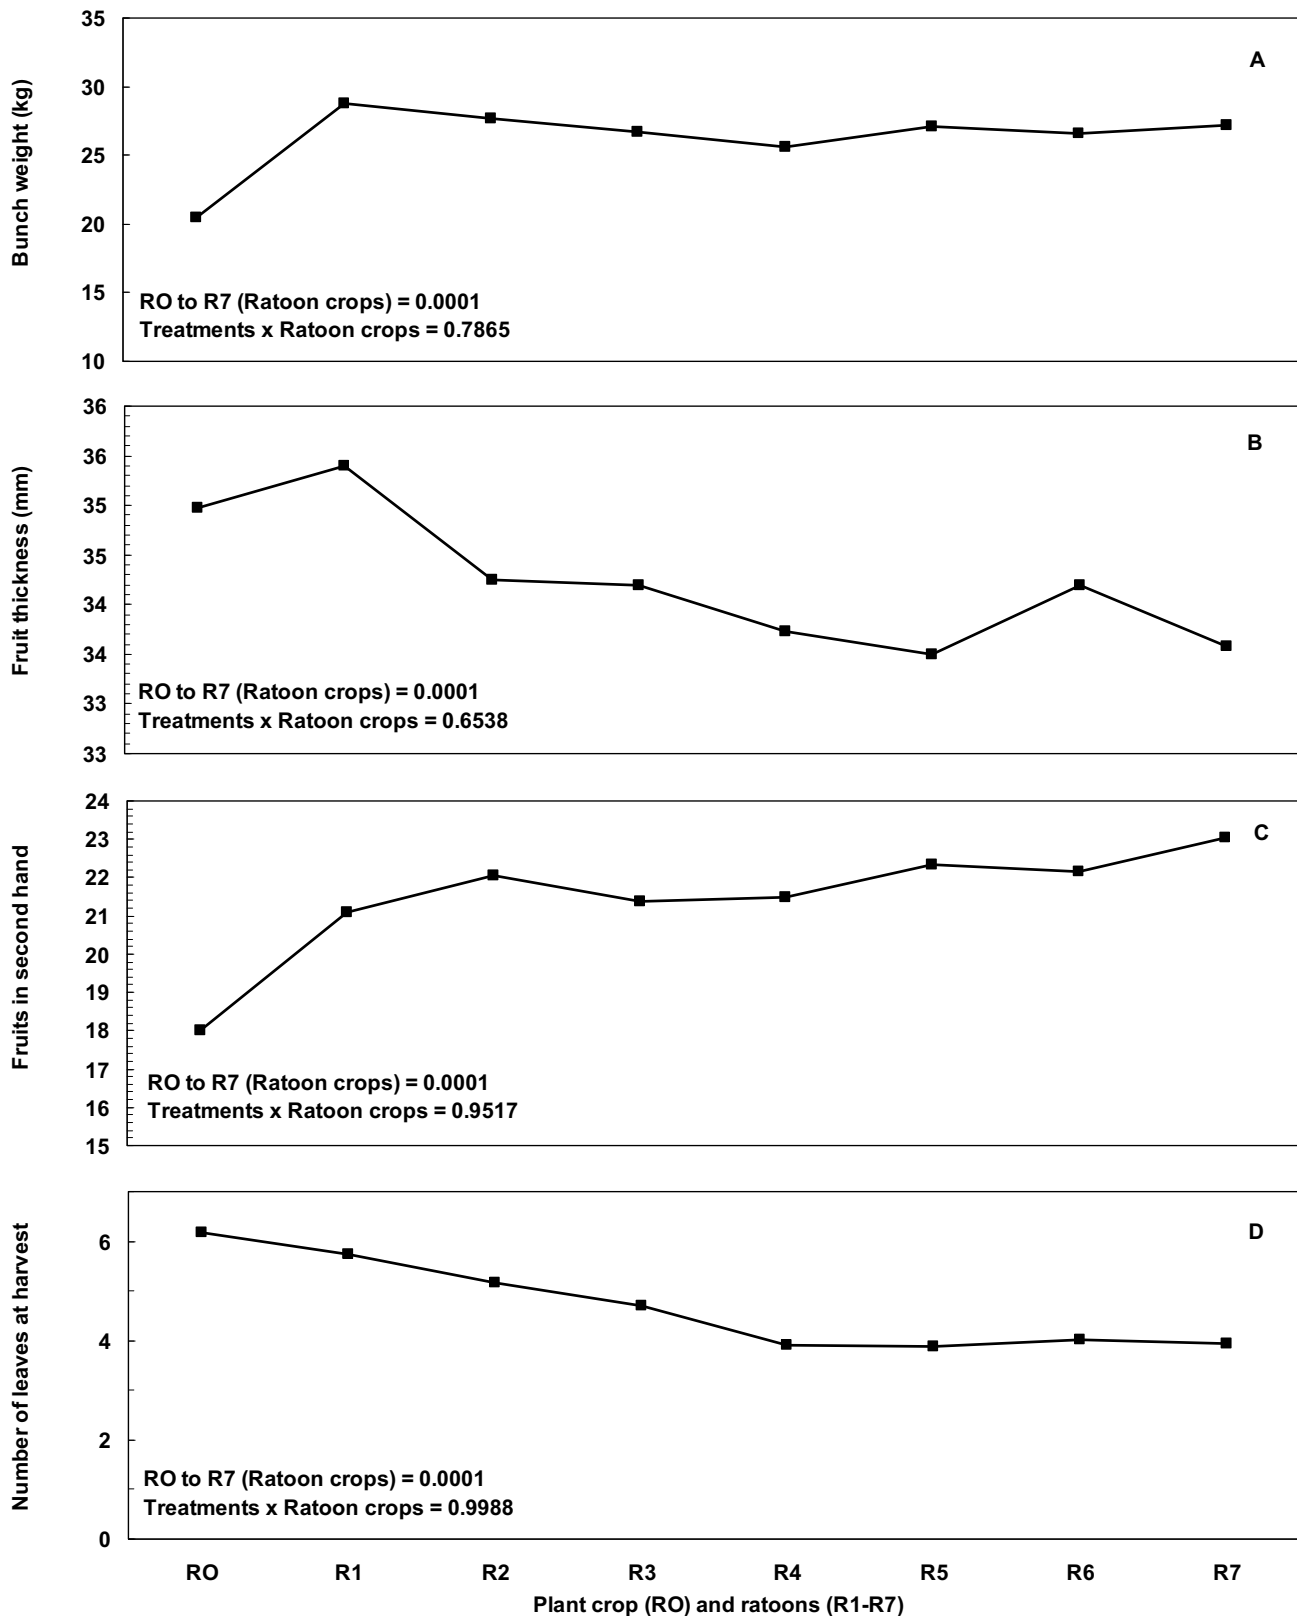 Bunch weight (kg)
35
30
25
20
15
10
A
RO to R7 (Ratoon crops) = 0.0001
Treatments x Ratoon crops = 0.7865
Fruit thickness (mm)
36
36
35
35
34
34
33
33
B
RO to R7 (Ratoon crops) = 0.0001
Treatments x Ratoon crops = 0.6538
Fruits in second hand
24
23
22
21
20
19
18
17
16
15
C
RO to R7 (Ratoon crops) = 0.0001
Treatments x Ratoon crops = 0.9517
Number of leaves at harvest
6
4
2
0
D
RO to R7 (Ratoon crops) = 0.0001
Treatments x Ratoon crops = 0.9988
RO R1 R2 R3 R4 R5 R6 R7
Plant crop (RO) and ratoons (R1-R7)